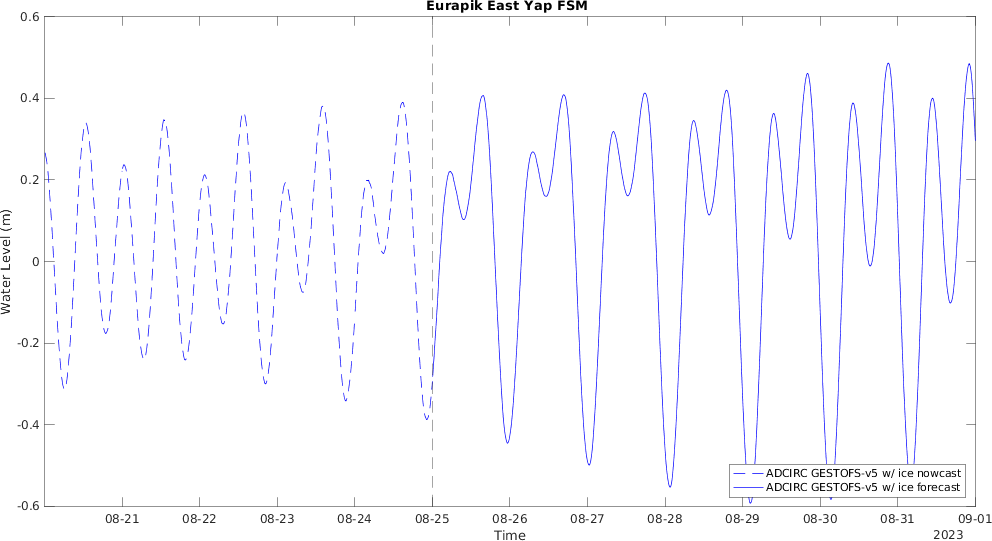 Eurapik East Yap FSM
0.6
0.4
0.2
0
-0.2
-0.4
-0.6
Water Level (m)
ADCIRC GESTOFS-v5 w/ ice nowcast
ADCIRC GESTOFS-v5 w/ ice forecast
08-21 08-22 08-23 08-24 08-25 08-26 08-27 08-28 08-29 08-30 08-31 09-01
Time
2023